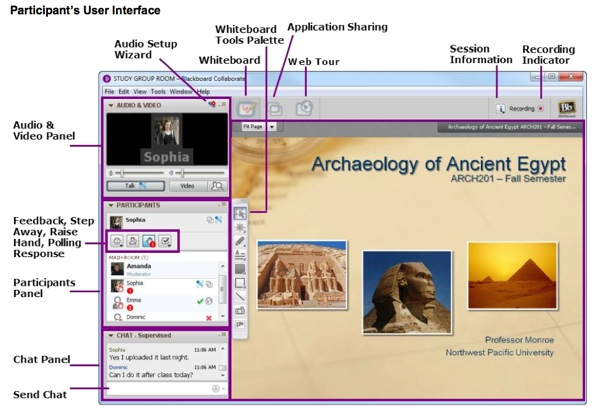 Participant's User Interface
Audio Setup
Wizard
Whiteboard
Whiteboard
Tools Palette
Application Sharing
Web Tour
Session
Information
Recording
Indicator
STUDY GROUP ROOM – Blackboard Collaborate
File Edit View Tools Window Help
AUDIO & VIDEO
Recording
Bb
Fit Page
Archaeology of Ancient Egypt ARCH201 – Fall Semes...
Audio &
Video Panel
Sophia
Talk
Video
PARTICIPANTS
Sophia
Feedback, Step
Away, Raise
Hand, Polling
Response
MAIN ROOM (5)
Amanda
Moderator
Sophia
Emma
Dominic
Participants
Panel
Archaeology of Ancient Egypt
ARCH201 – Fall Semester
Professor Monroe
Northwest Pacific University
CHAT - Supervised
Sophia 11:06 AM
Yes I uploaded it last night.
Dominic 11:06 AM
Can I do it after class today?
Chat Panel
Send Chat